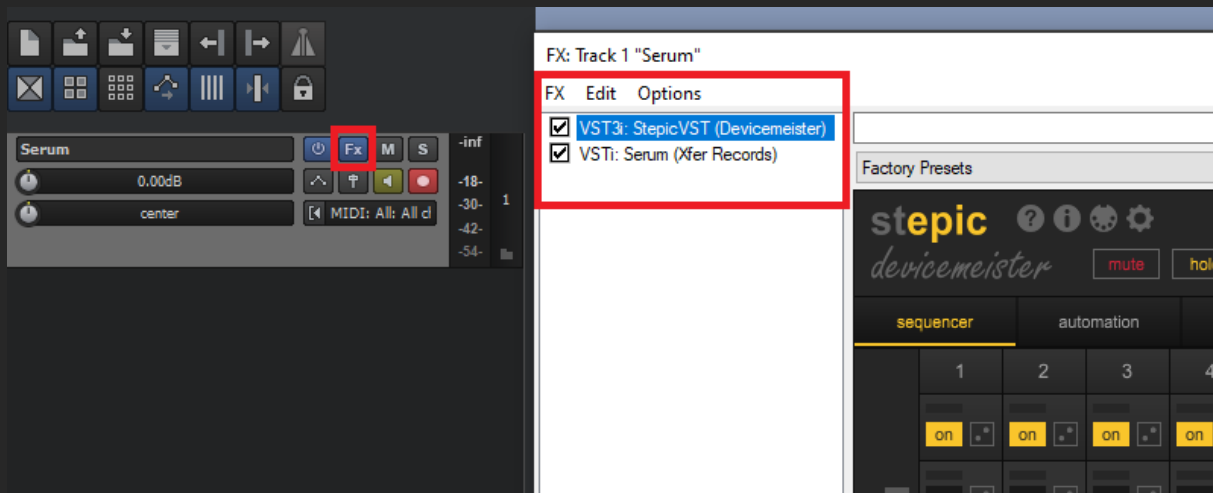 FX: Track 1 "Serum"
FX Edit Options
VST3i: StepicVST (Devicemeister)
VSTi: Serum (Xfer Records)
Serum
Fx M S
-inf
0.00dB
-18-
center
MIDI: All: All cl
-30-
1
-42-
-54-
Factory Presets
stepic
devicemeister
mute hol
sequencer automation
1 2 3 4
on on on on